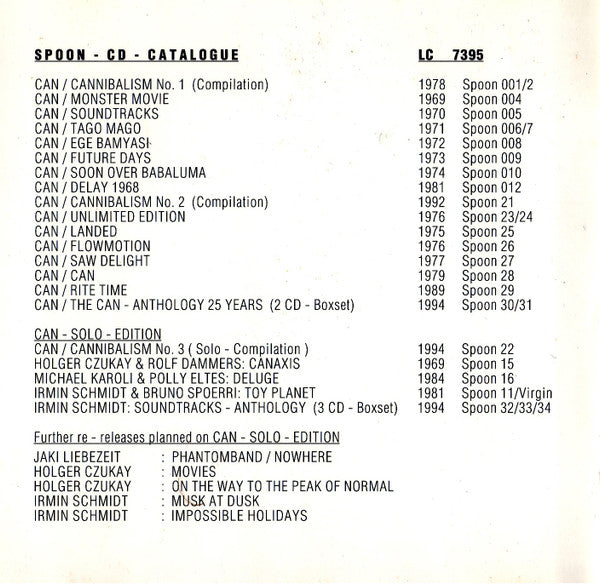 SPOON - CD - CATALOGUE LC 7395
CAN / CANNIBALISM No. 1 (Compilation) 1978 Spoon 001/2
CAN / MONSTER MOVIE 1969 Spoon 004
CAN / SOUNDTRACKS 1970 Spoon 005
CAN / TAGO MAGO 1971 Spoon 006/7
CAN / EGE BAMYASI 1972 Spoon 008
CAN / FUTURE DAYS 1973 Spoon 009
CAN / SOON OVER BABALUMA 1974 Spoon 010
CAN / DELAY 1968 1981 Spoon 012
CAN / CANNIBALISM No. 2 (Compilation) 1992 Spoon 21
CAN / UNLIMITED EDITION 1976 Spoon 23/24
CAN / LANDED 1975 Spoon 25
CAN / FLOWMOTION 1976 Spoon 26
CAN / SAW DELIGHT 1977 Spoon 27
CAN / CAN 1979 Spoon 28
CAN / RITE TIME 1989 Spoon 29
CAN / THE CAN - ANTHOLOGY 25 YEARS (2 CD - Boxset) 1994 Spoon 30/31
CAN - SOLO - EDITION
CAN / CANNIBALISM No. 3 ( Solo - Compilation ) 1994 Spoon 22
HOLGER CZUKAY & ROLF DAMMERS: CANAXIS 1969 Spoon 15
MICHAEL KAROLI & POLLY ELTES: DELUGE 1984 Spoon 16
IRMIN SCHMIDT & BRUNO SPOERRI: TOY PLANET 1981 Spoon 11/Virgin
IRMIN SCHMIDT: SOUNDTRACKS - ANTHOLOGY (3 CD - Boxset) 1994 Spoon 32/33/34
Further re - releases planned on CAN - SOLO - EDITION
JAKI LIEBEZEIT : PHANTOMBAND / NOWHERE
HOLGER CZUKAY : MOVIES
HOLGER CZUKAY : ON THE WAY TO THE PEAK OF NORMAL
IRMIN SCHMIDT : MUSK AT DUSK
IRMIN SCHMIDT : IMPOSSIBLE HOLIDAYS